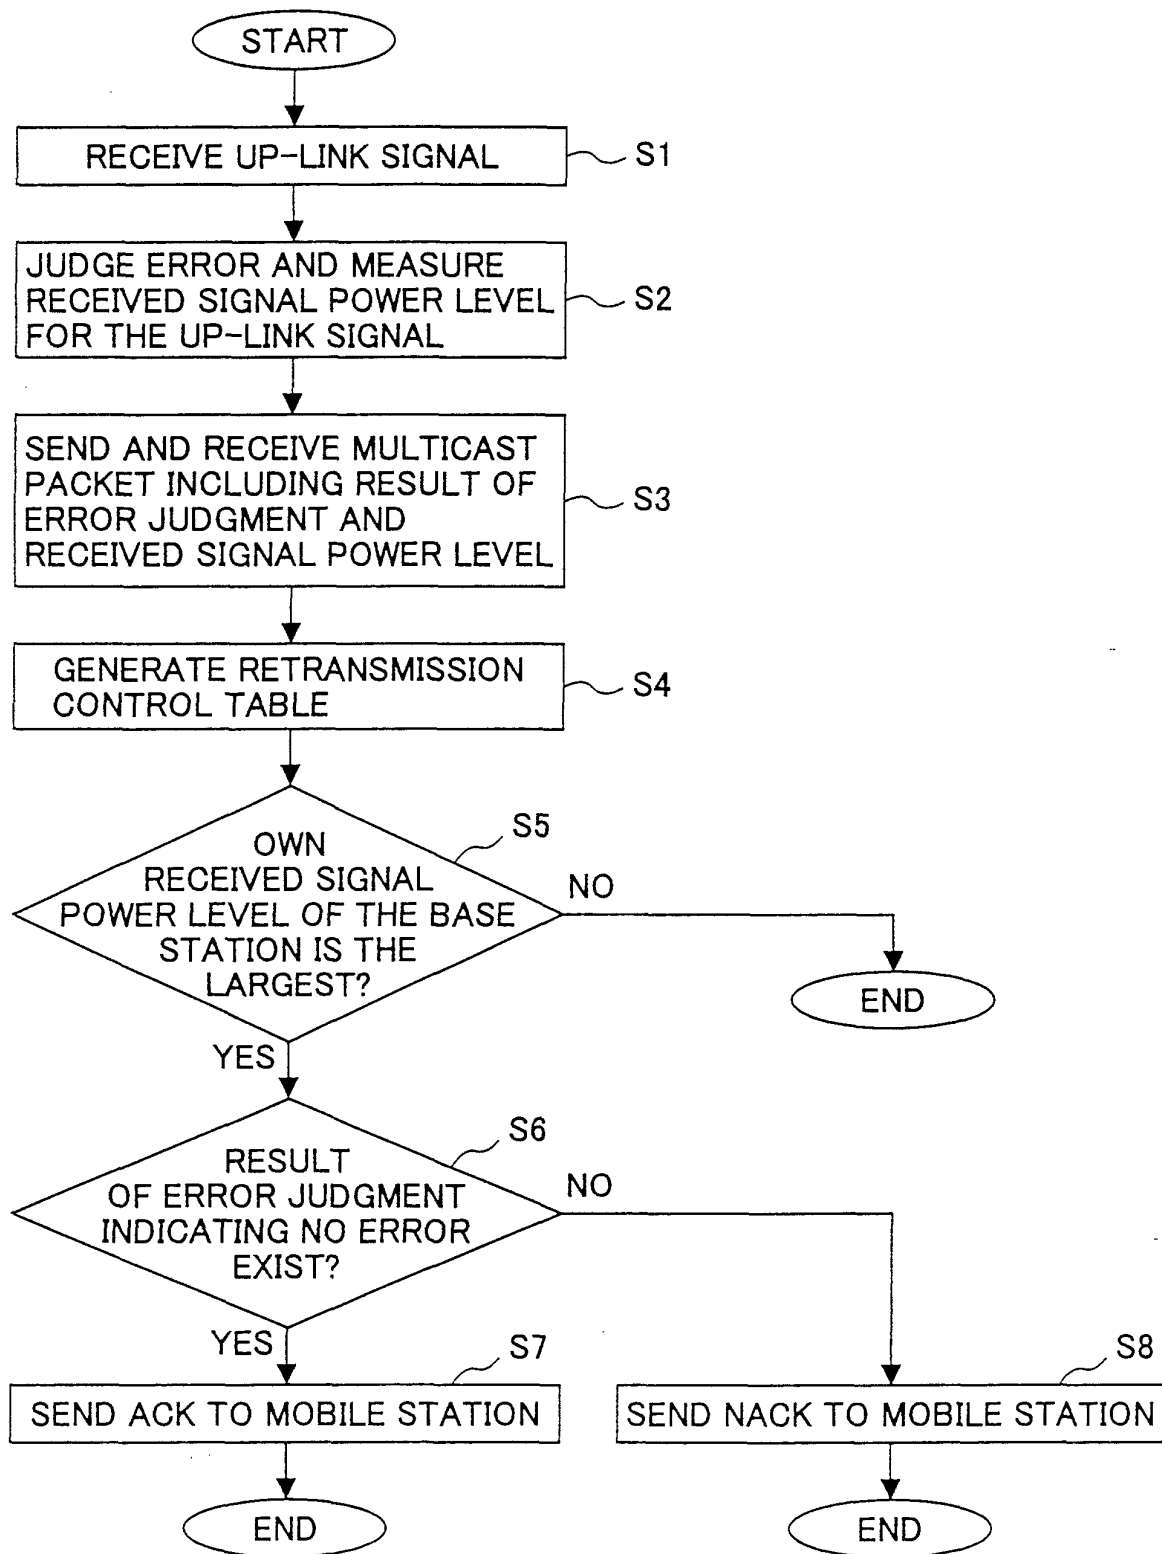 START
RECEIVE UP-LINK SIGNAL
S1
JUDGE ERROR AND MEASURE
RECEIVED SIGNAL POWER LEVEL
FOR THE UP-LINK SIGNAL
S2
SEND AND RECEIVE MULTICAST
PACKET INCLUDING RESULT OF
ERROR JUDGMENT AND
RECEIVED SIGNAL POWER LEVEL
S3
GENERATE RETRANSMISSION
CONTROL TABLE
S4
OWN
RECEIVED SIGNAL
POWER LEVEL OF THE BASE
STATION IS THE
LARGEST?
S5
NO
END
YES
RESULT
OF ERROR JUDGMENT
INDICATING NO ERROR
EXIST?
S6
NO
YES
SEND ACK TO MOBILE STATION
S7
SEND NACK TO MOBILE STATION
S8
END
END